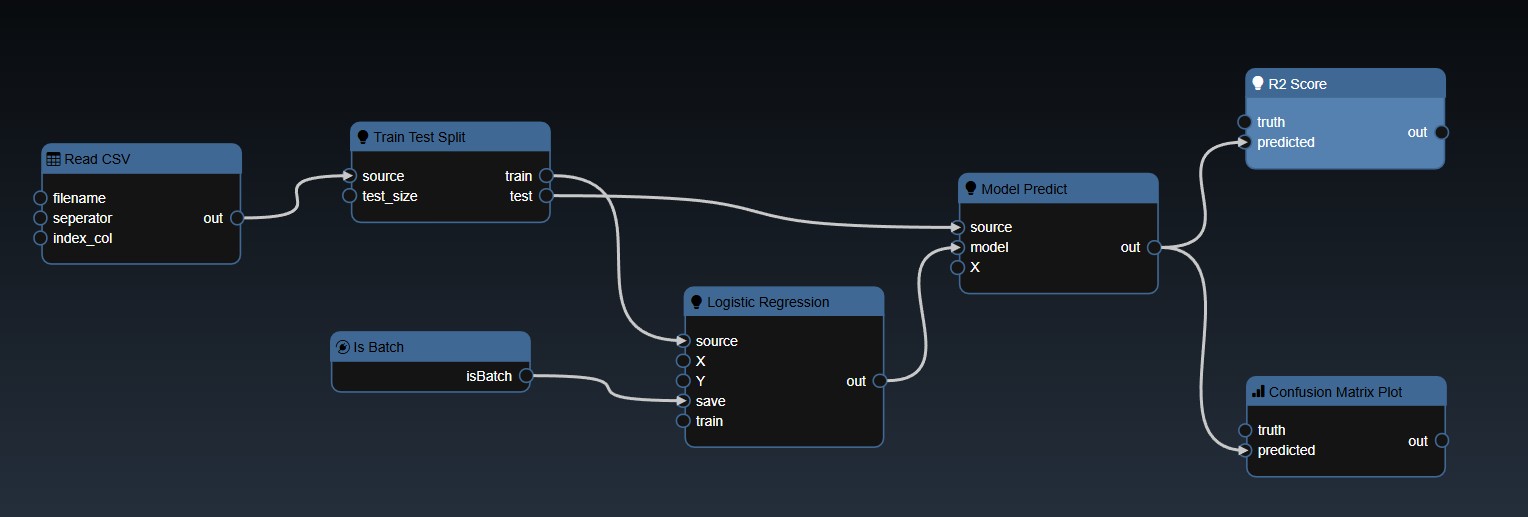 Read CSV
filename
seperator
index_col
out
Train Test Split
source
test_size
train
test
Is Batch
isBatch
Logistic Regression
source
X
Y
save
train
out
Model Predict
source
model
X
out
R2 Score
truth
predicted
out
Confusion Matrix Plot
truth
predicted
out